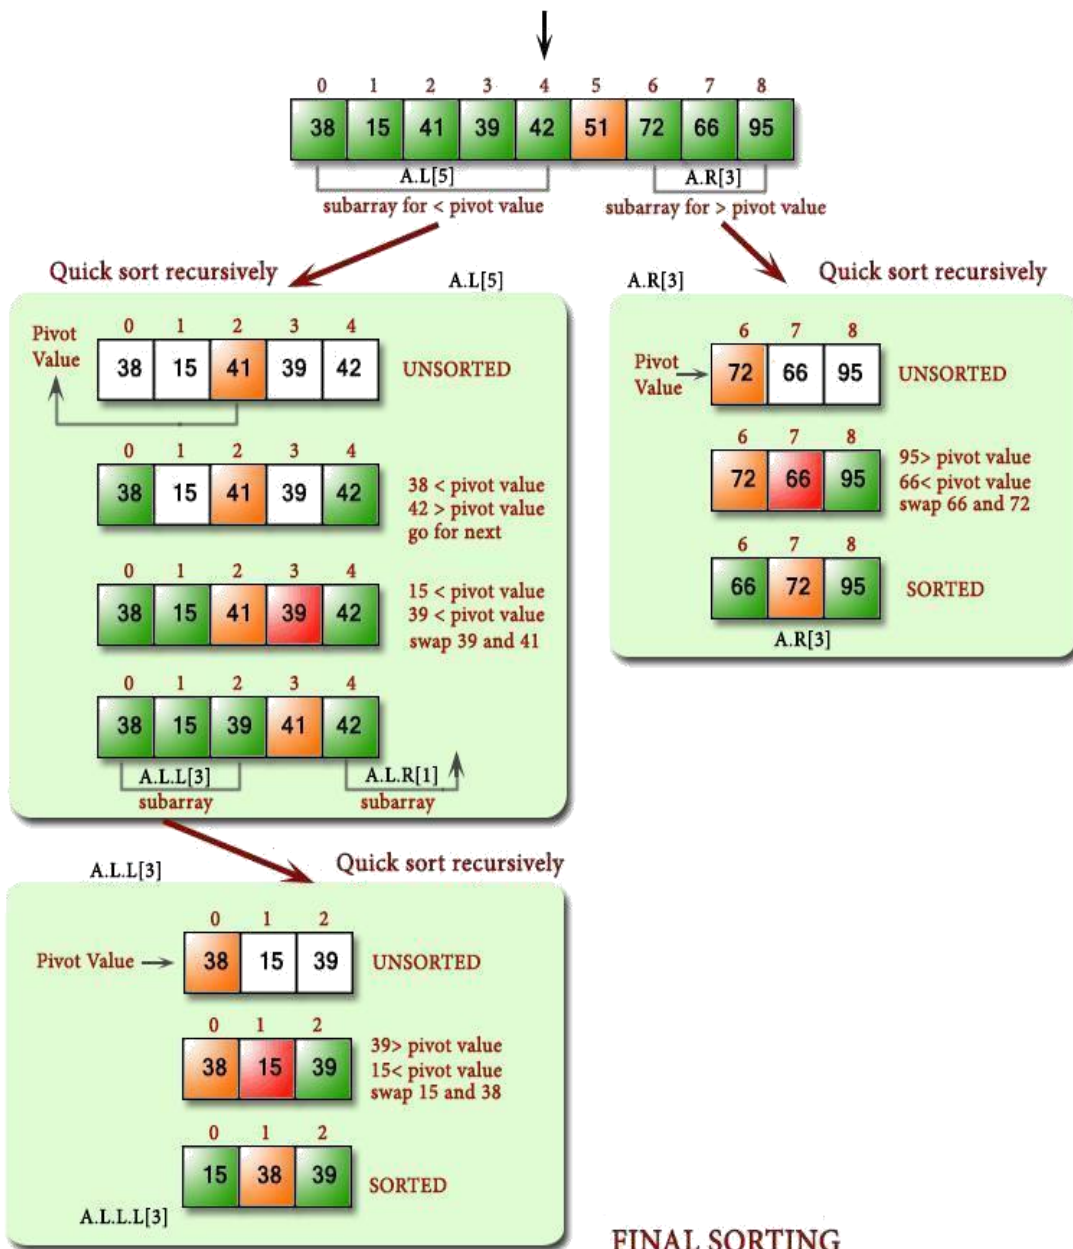 0 1 2 3 4 5 6 7 8
38 15 41 39 42 51 72 66 95
A.L[5] A.R[3]
subarray for < pivot value subarray for > pivot value
Quick sort recursively
A.L[5]
Pivot
Value
0 1 2 3 4
38 15 41 39 42
UNSORTED
0 1 2 3 4
38 15 41 39 42
38 < pivot value
42 > pivot value
go for next
0 1 2 3 4
38 15 41 39 42
15 < pivot value
39 < pivot value
swap 39 and 41
0 1 2 3 4
38 15 39 41 42
A.L.L[3] A.L.R[1]
subarray subarray
Quick sort recursively
A.R[3]
Pivot
Value
6 7 8
72 66 95
UNSORTED
6 7 8
72 66 95
95> pivot value
66< pivot value
swap 66 and 72
6 7 8
66 72 95
SORTED
A.R[3]
Quick sort recursively
A.L.L[3]
0 1 2
Pivot Value
38 15 39
UNSORTED
0 1 2
38 15 39
39> pivot value
15< pivot value
swap 15 and 38
0 1 2
15 38 39
SORTED
A.L.L.L[3]
FINAL SORTING